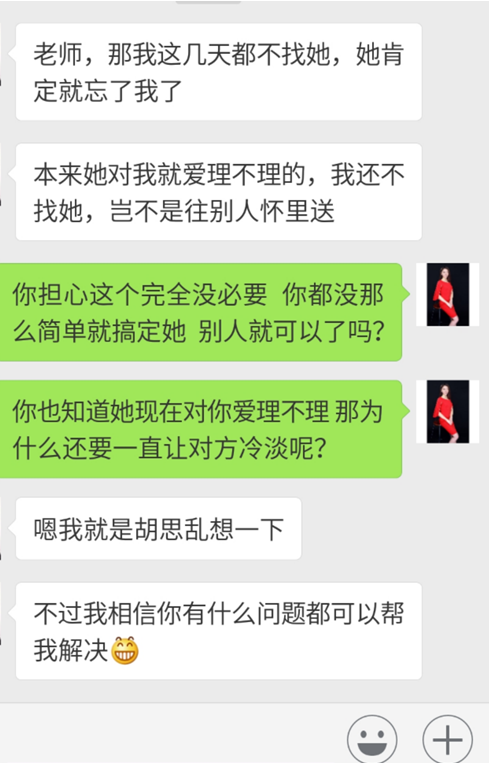 老师，那我这几天都不找她，她肯
定就忘了我了
本来她对我就爱理不理的，我还不
找她，岂不是往别人怀里送
你担心这个完全没必要 你都没那
么简单就搞定她 别人就可以了吗？
你也知道她现在对你爱理不理 那为
什么还要一直让对方冷淡呢？
嗯我就是胡思乱想一下
不过我相信你有什么问题都可以帮
我解决😁